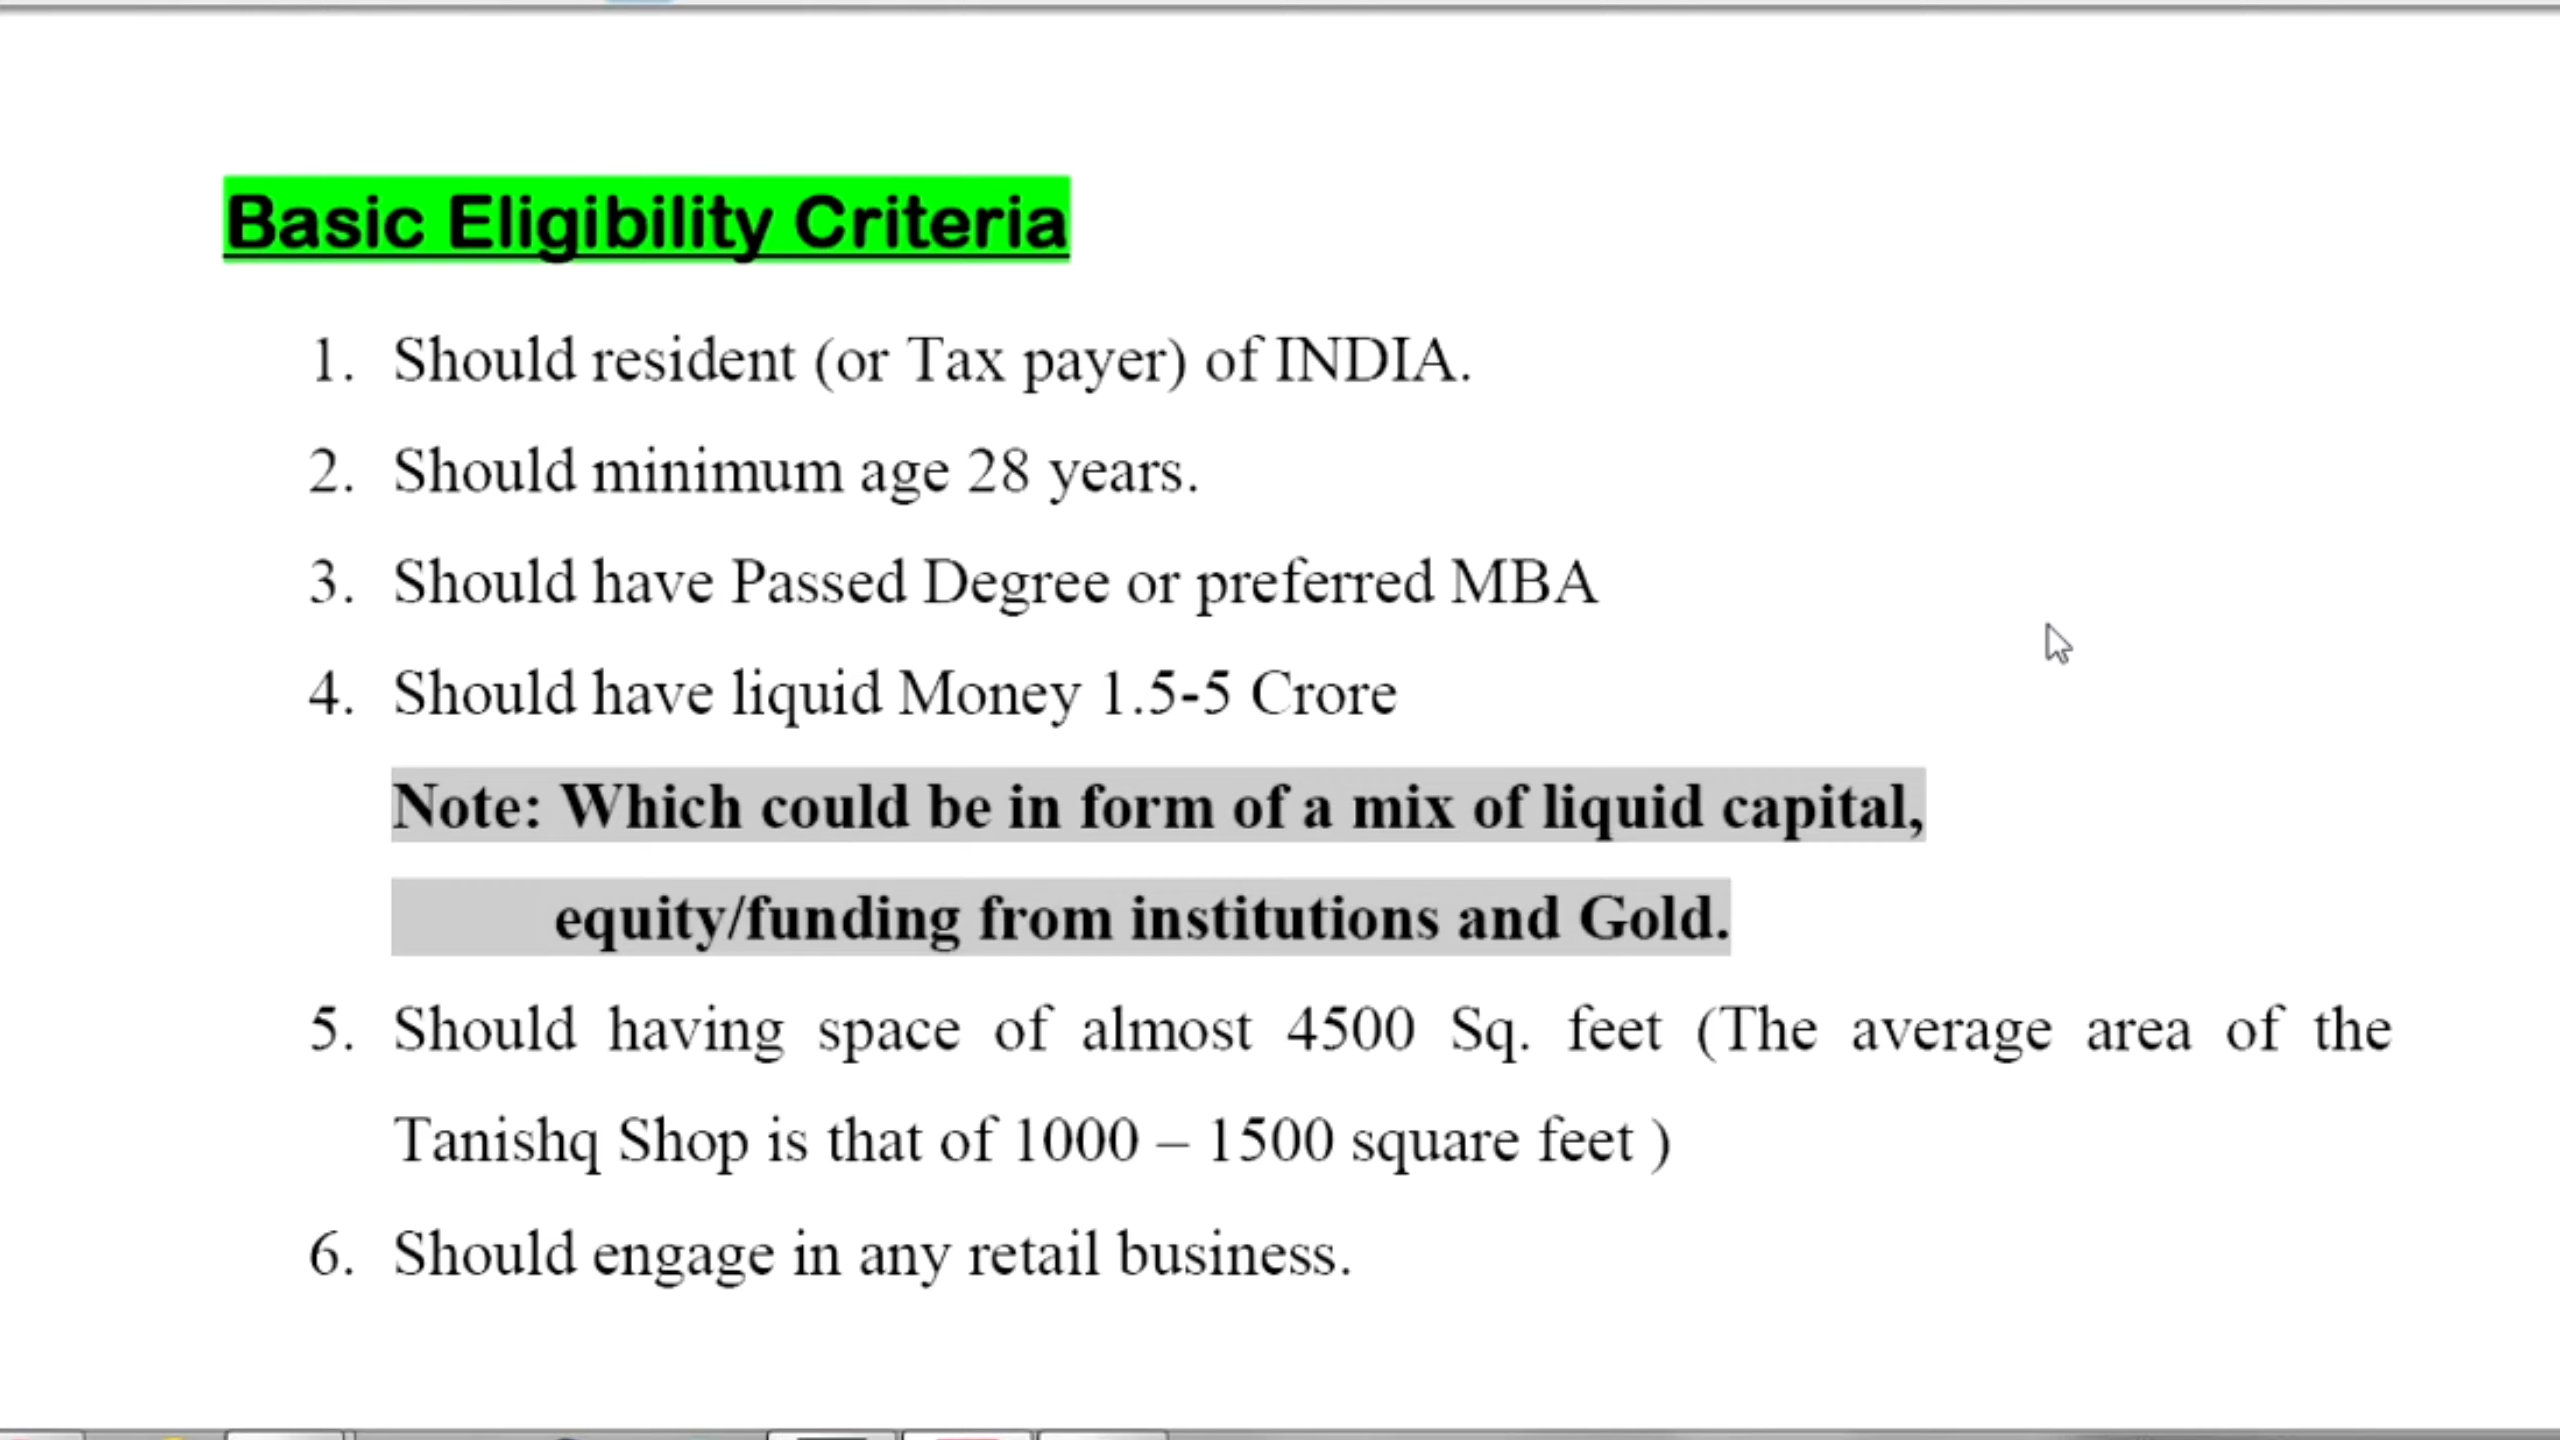 Basic Eligibility Criteria
1. Should resident (or Tax payer) of INDIA.
2. Should minimum age 28 years.
3. Should have Passed Degree or preferred MBA
4. Should have liquid Money 1.5-5 Crore
Note: Which could be in form of a mix of liquid capital,
equity/funding from institutions and Gold.
5. Should having space of almost 4500 Sq. feet (The average area of the
Tanishq Shop is that of 1000 – 1500 square feet )
6. Should engage in any retail business.